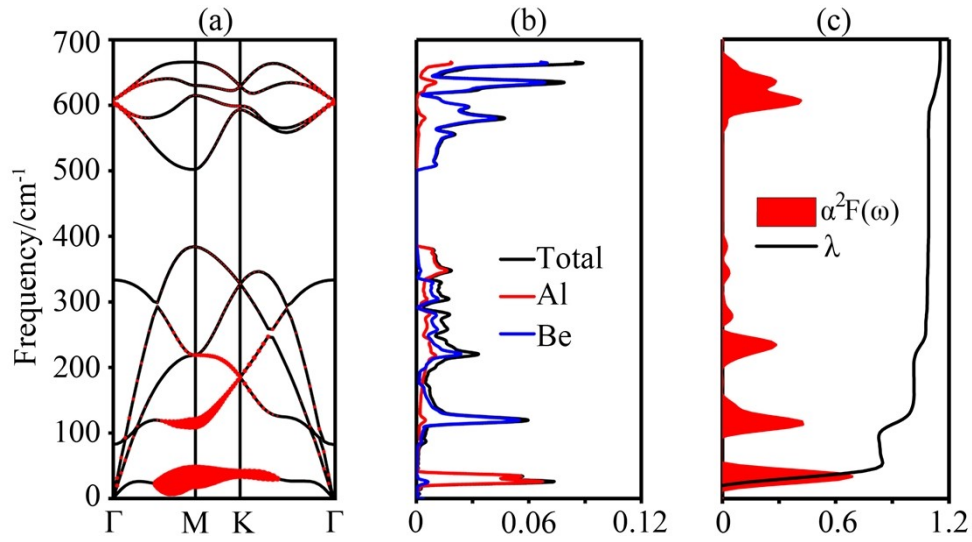 (a) (b) (c)
Frequency/cm⁻¹
700
600
500
400
300
200
100
0
Γ M K Γ
Total
Al
Be
0 0.06 0.12
α²F(ω)
λ
0 0.6 1.2